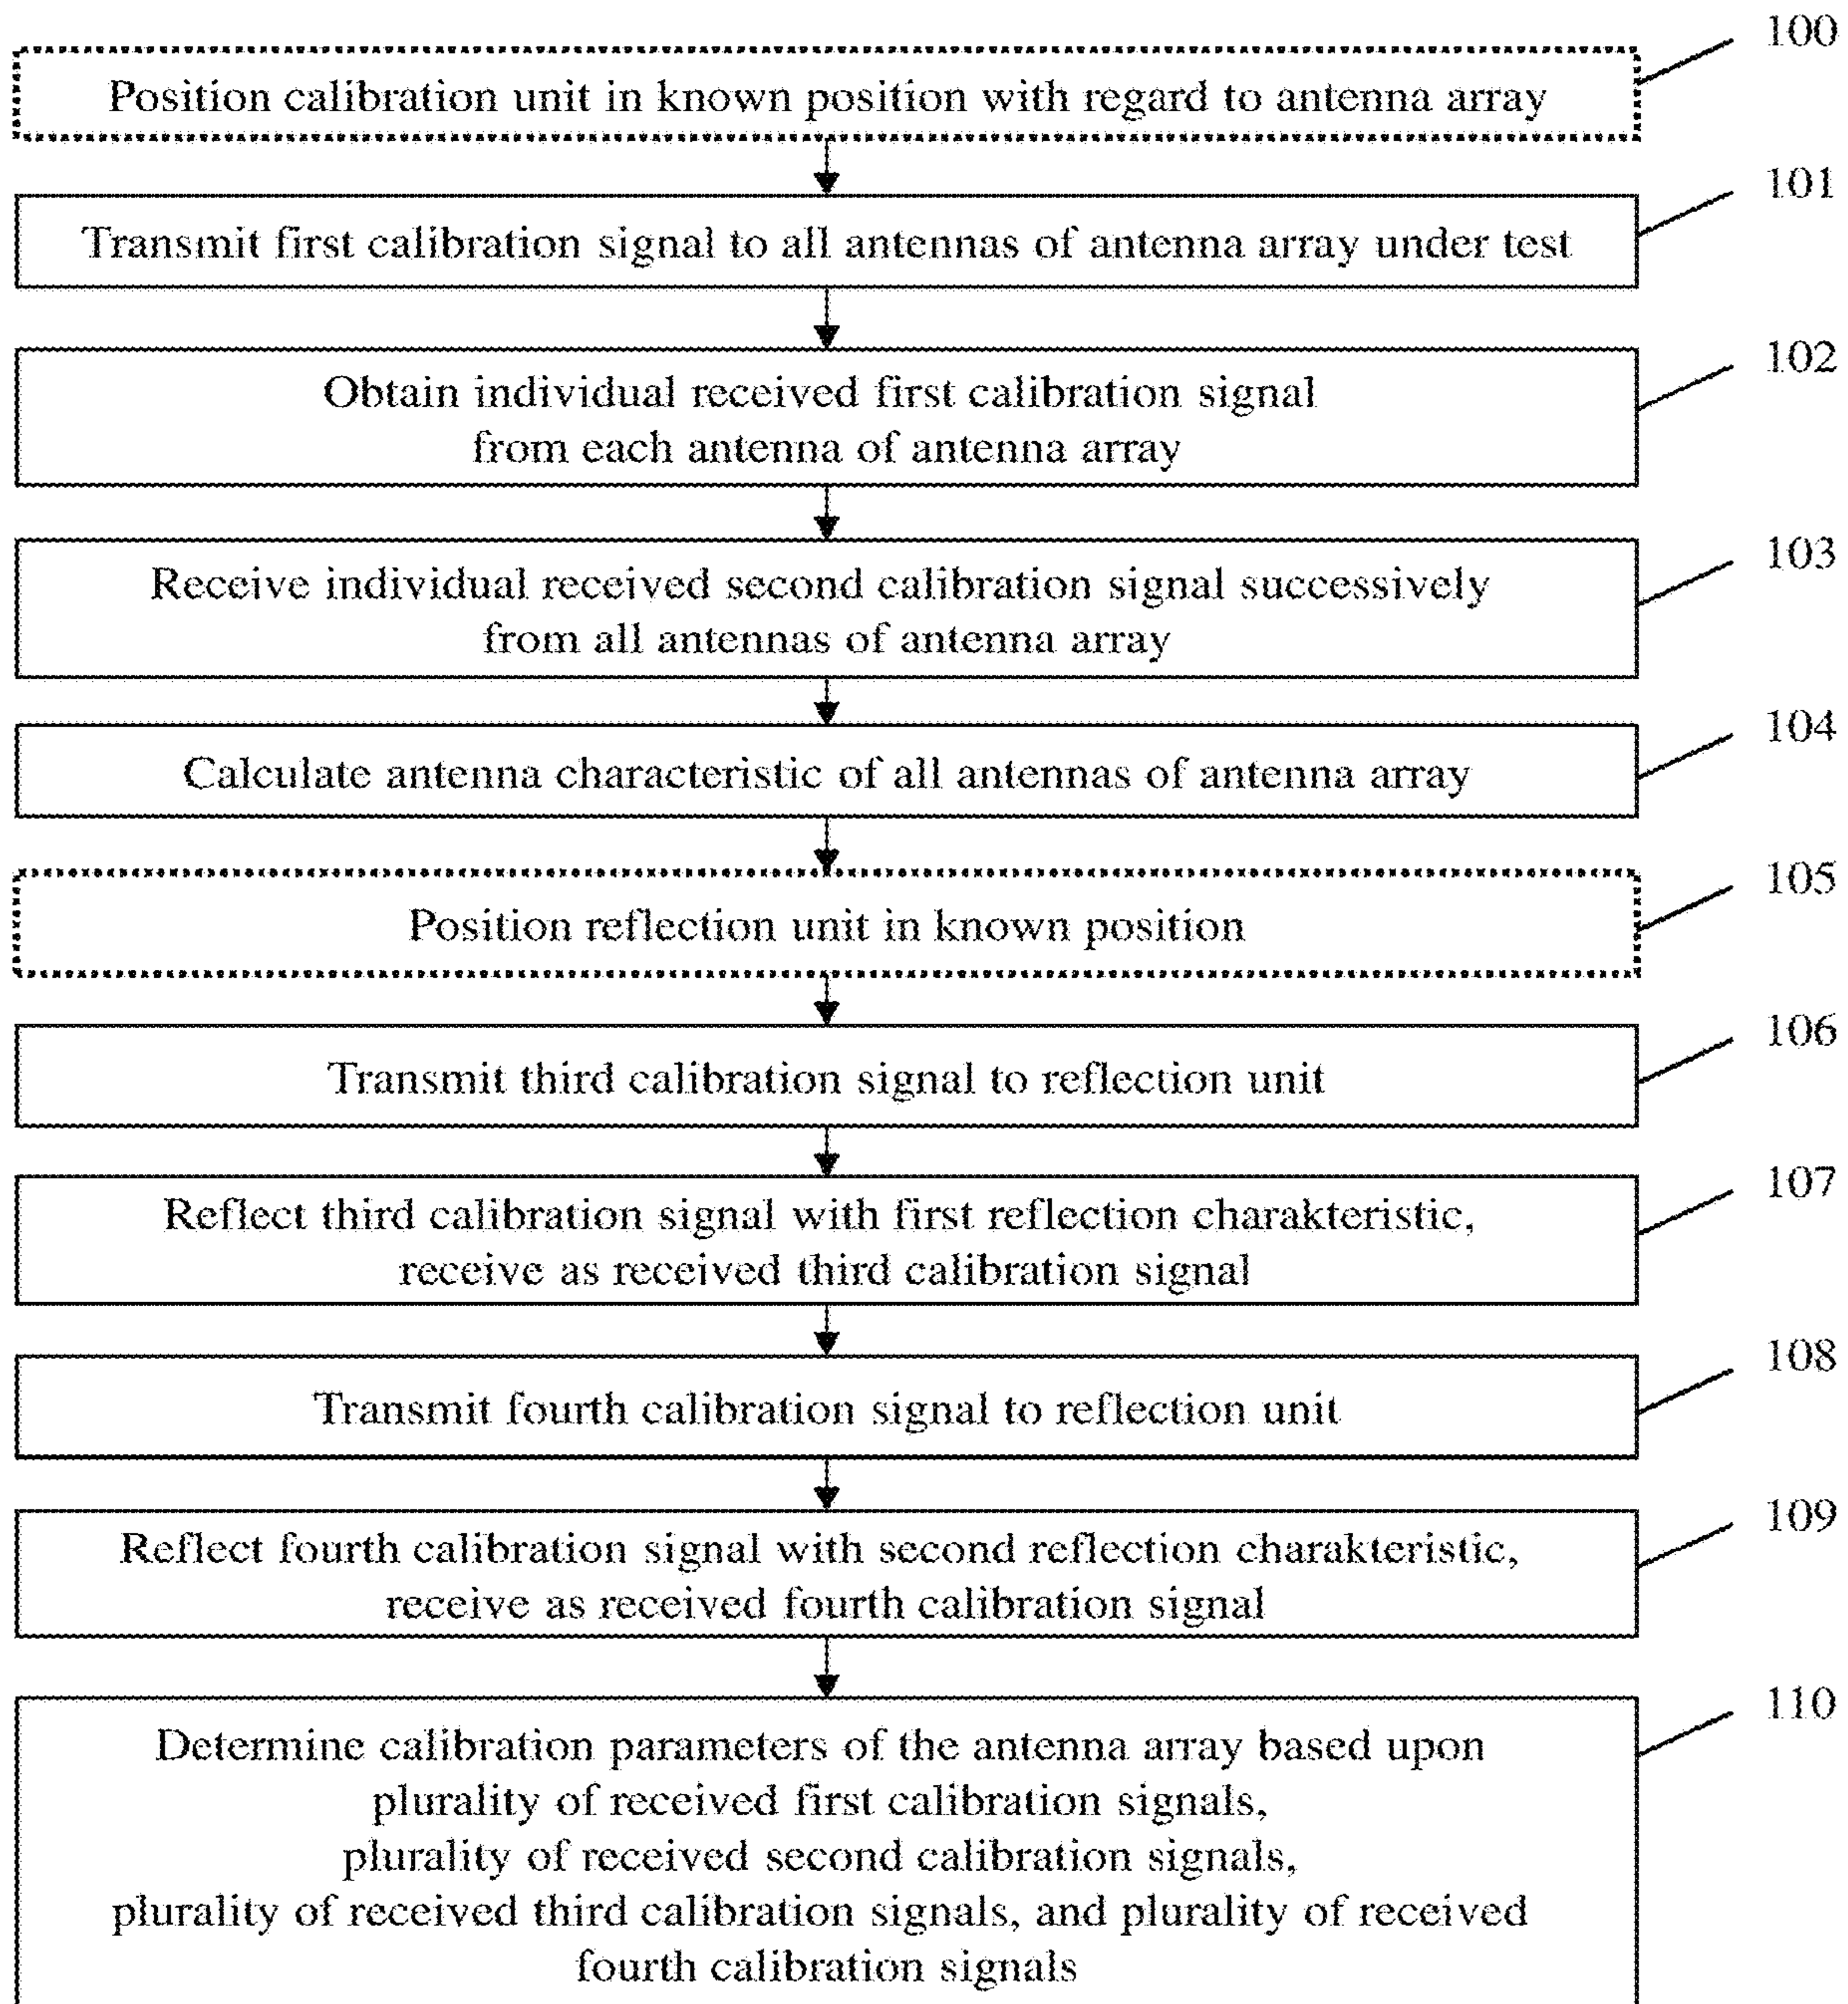 100
Position calibration unit in known position with regard to antenna array
101
Transmit first calibration signal to all antennas of antenna array under test
102
Obtain individual received first calibration signal
from each antenna of antenna array
103
Receive individual received second calibration signal successively
from all antennas of antenna array
104
Calculate antenna characteristic of all antennas of antenna array
105
Position reflection unit in known position
106
Transmit third calibration signal to reflection unit
107
Reflect third calibration signal with first reflection charakteristic,
receive as received third calibration signal
108
Transmit fourth calibration signal to reflection unit
109
Reflect fourth calibration signal with second reflection charakteristic,
receive as received fourth calibration signal
110
Determine calibration parameters of the antenna array based upon
plurality of received first calibration signals,
plurality of received second calibration signals,
plurality of received third calibration signals, and plurality of received
fourth calibration signals